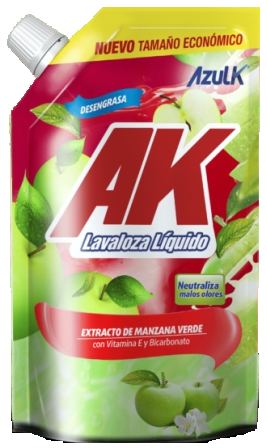 NUEVO TAMAÑO ECONÓMICO
AZULK
DESENGRASA
AK
Lavaloza Líquido
Neutraliza
malos olores
EXTRACTO DE MANZANA VERDE
con Vitamina E y Bicarbonato